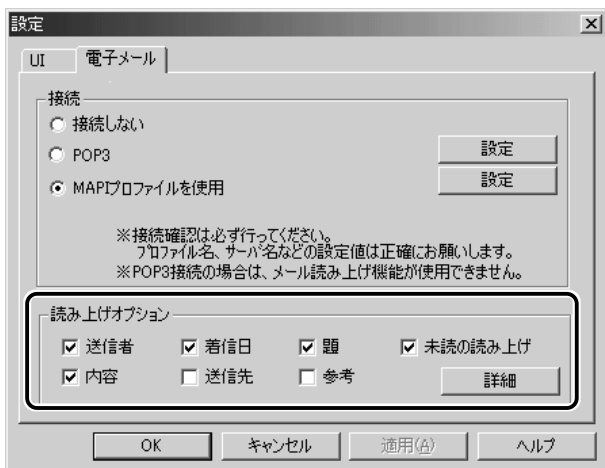 設定
UI 電子メール
接続
接続しない
POP3 設定
MAPIプロファイルを使用 設定
※接続確認は必ず行ってください。
プロファイル名、サーバ名などの設定値は正確にお願いします。
※POP3接続の場合は、メール読み上げ機能が使用できません。
読み上げオプション
送信者 着信日 題 未読の読み上げ
内容 送信先 参考 詳細
OK キャンセル 適用(A) ヘルプ